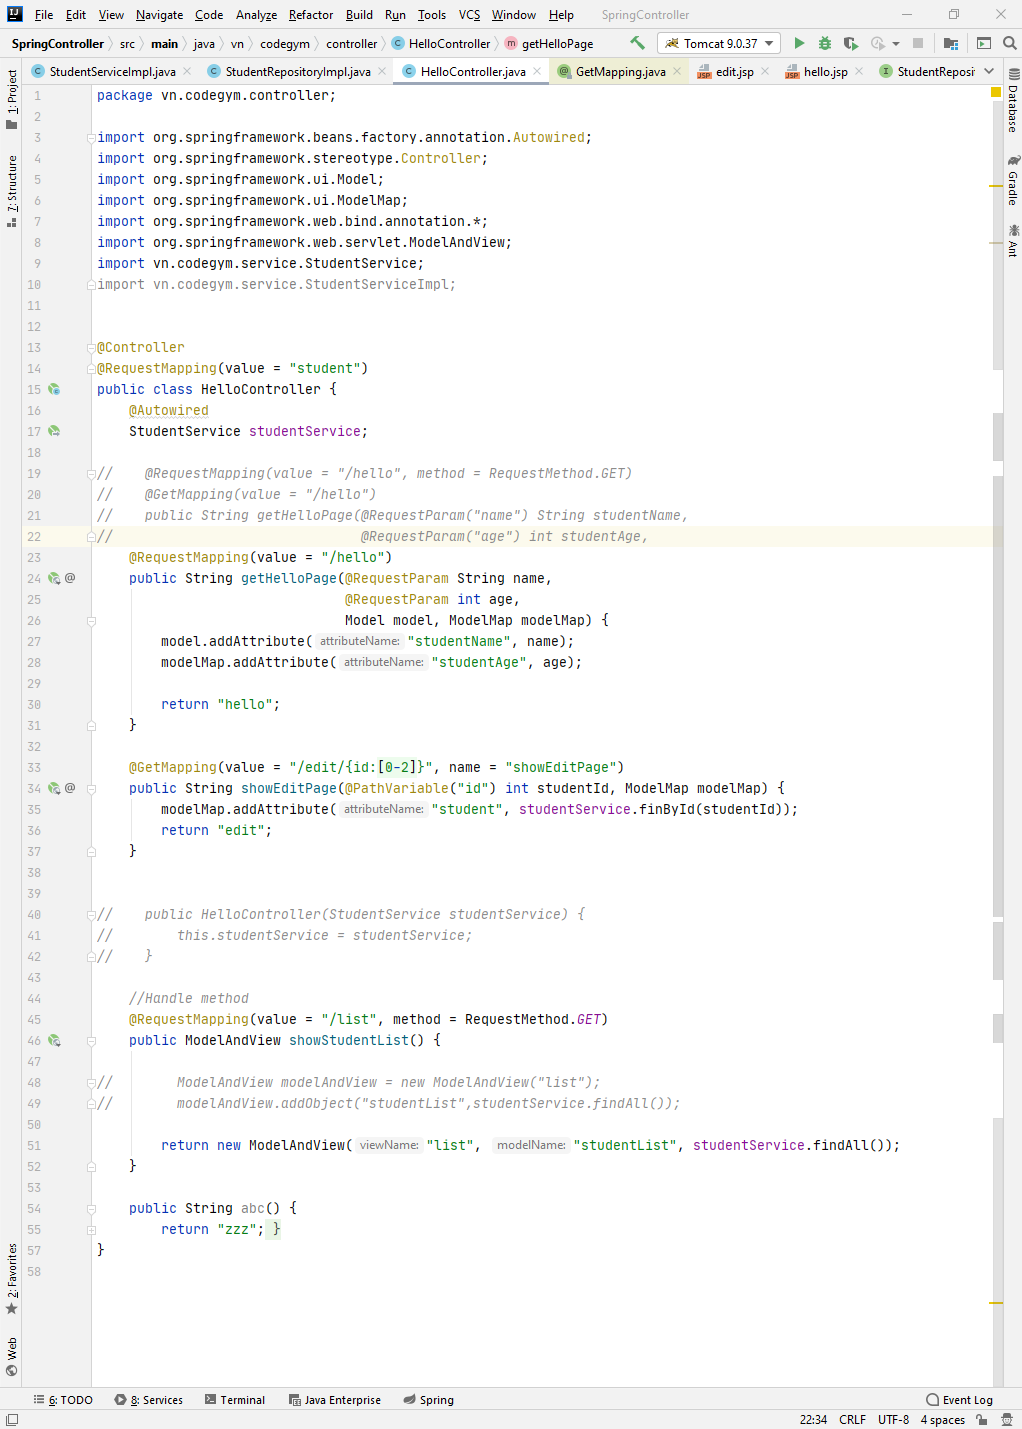 File Edit View Navigate Code Analyze Refactor Build Run Tools VCS Window Help SpringController
SpringController src main java vn codegym controller HelloController getHelloPage Tomcat 9.0.37
StudentServiceImpl.java StudentRepositoryImpl.java HelloController.java GetMapping.java edit.jsp hello.jsp StudentReposi
1 package vn.codegym.controller;
2
3 import org.springframework.beans.factory.annotation.Autowired;
4 import org.springframework.stereotype.Controller;
5 import org.springframework.ui.Model;
6 import org.springframework.ui.ModelMap;
7 import org.springframework.web.bind.annotation.*;
8 import org.springframework.web.servlet.ModelAndView;
9 import vn.codegym.service.StudentService;
10 import vn.codegym.service.StudentServiceImpl;
11
12
13 @Controller
14 @RequestMapping(value = "student")
15 public class HelloController {
16 @Autowired
17 StudentService studentService;
18
19 // @RequestMapping(value = "/hello", method = RequestMethod.GET)
20 // @GetMapping(value = "/hello")
21 // public String getHelloPage(@RequestParam("name") String studentName,
22 // @RequestParam("age") int studentAge,
23 @RequestMapping(value = "/hello")
24 @ public String getHelloPage(@RequestParam String name,
25 @RequestParam int age,
26 Model model, ModelMap modelMap) {
27 model.addAttribute( attributeName: "studentName", name);
28 modelMap.addAttribute( attributeName: "studentAge", age);
29
30 return "hello";
31 }
32
33 @GetMapping(value = "/edit/{id:[0-2]}", name = "showEditPage")
34 @ public String showEditPage(@PathVariable("id") int studentId, ModelMap modelMap) {
35 modelMap.addAttribute( attributeName: "student", studentService.finById(studentId));
36 return "edit";
37 }
38
39
40 // public HelloController(StudentService studentService) {
41 // this.studentService = studentService;
42 // }
43
44 //Handle method
45 @RequestMapping(value = "/list", method = RequestMethod.GET)
46 public ModelAndView showStudentList() {
47
48 // ModelAndView modelAndView = new ModelAndView("list");
49 // modelAndView.addObject("studentList",studentService.findAll());
50
51 return new ModelAndView( viewName: "list", modelName: "studentList", studentService.findAll());
52 }
53
54 public String abc() {
55 return "zzz"; }
57 }
58
1: Project
7: Structure
2: Favorites
Web
Database
Gradle
Ant
6: TODO 8: Services Terminal Java Enterprise Spring Event Log
22:34 CRLF UTF-8 4 spaces